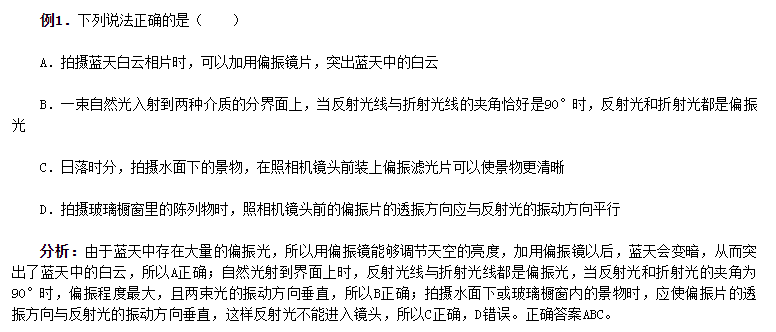 例1．下列说法正确的是（　　）
A．拍摄蓝天白云相片时，可以加用偏振镜片，突出蓝天中的白云
B．一束自然光入射到两种介质的分界面上，当反射光线与折射光线的夹角恰好是90°时，反射光和折射光都是偏振
光
C．日落时分，拍摄水面下的景物，在照相机镜头前装上偏振滤光片可以使景物更清晰
D．拍摄玻璃橱窗里的陈列物时，照相机镜头前的偏振片的透振方向应与反射光的振动方向平行
分析：由于蓝天中存在大量的偏振光，所以用偏振镜能够调节天空的亮度，加用偏振镜以后，蓝天会变暗，从而突
出了蓝天中的白云，所以A正确；自然光射到界面上时，反射光线与折射光线都是偏振光，当反射光和折射光的夹角为
90°时，偏振程度最大，且两束光的振动方向垂直，所以B正确；拍摄水面下或玻璃橱窗内的景物时，应使偏振片的透
振方向与反射光的振动方向垂直，这样反射光不能进入镜头，所以C正确，D错误。正确答案ABC。